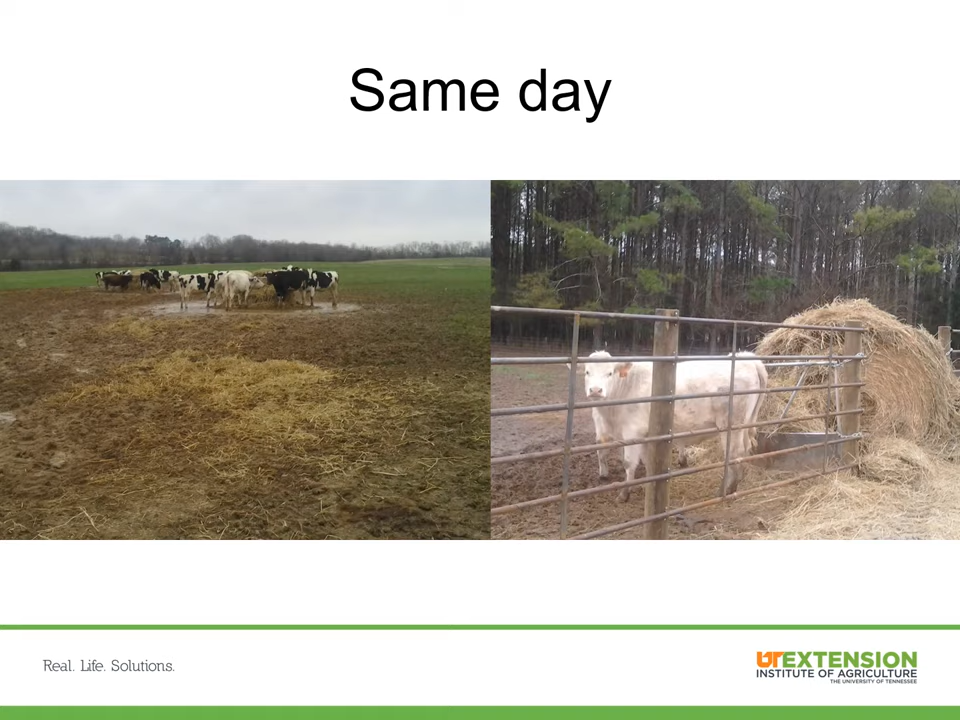 Same day
Real. Life. Solutions.
UTEXTENSION
INSTITUTE OF AGRICULTURE
THE UNIVERSITY OF TENNESSEE